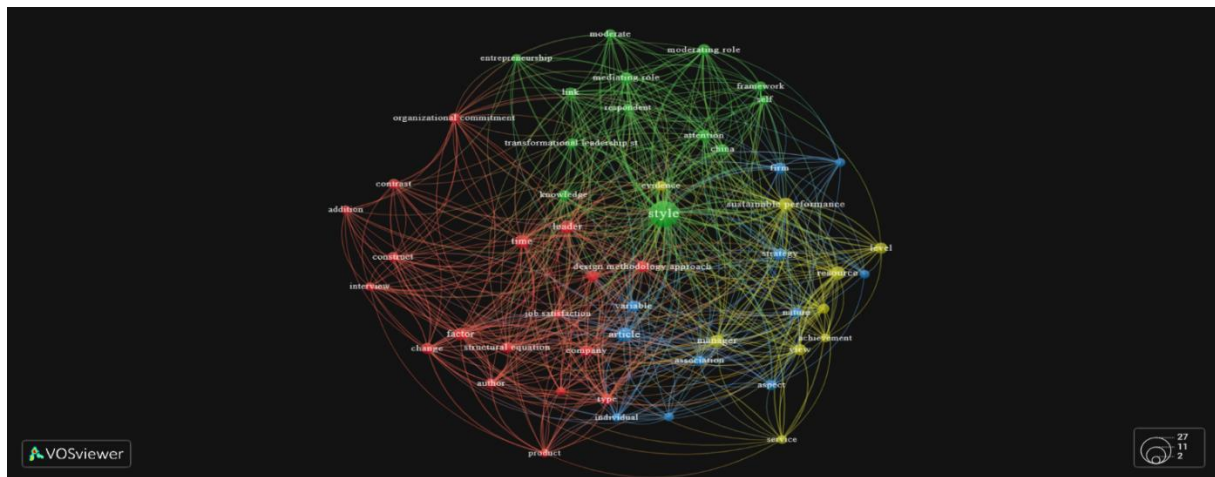 moderate
moderating role
entrepreneurship
mediating role
framework
link
self
respondent
organizational commitment
attention
transformational leadership st
china
firm
contrast
evidence
knowledge
sustainable performance
addition
style
leader
time
level
construct
strategy
design methodology approach
resource
interview
variable
job satisfaction
nature
factor
article
manager
achievement
change
structural equation
company
view
association
author
aspect
type
individual
service
product
VOSviewer
27
11
2